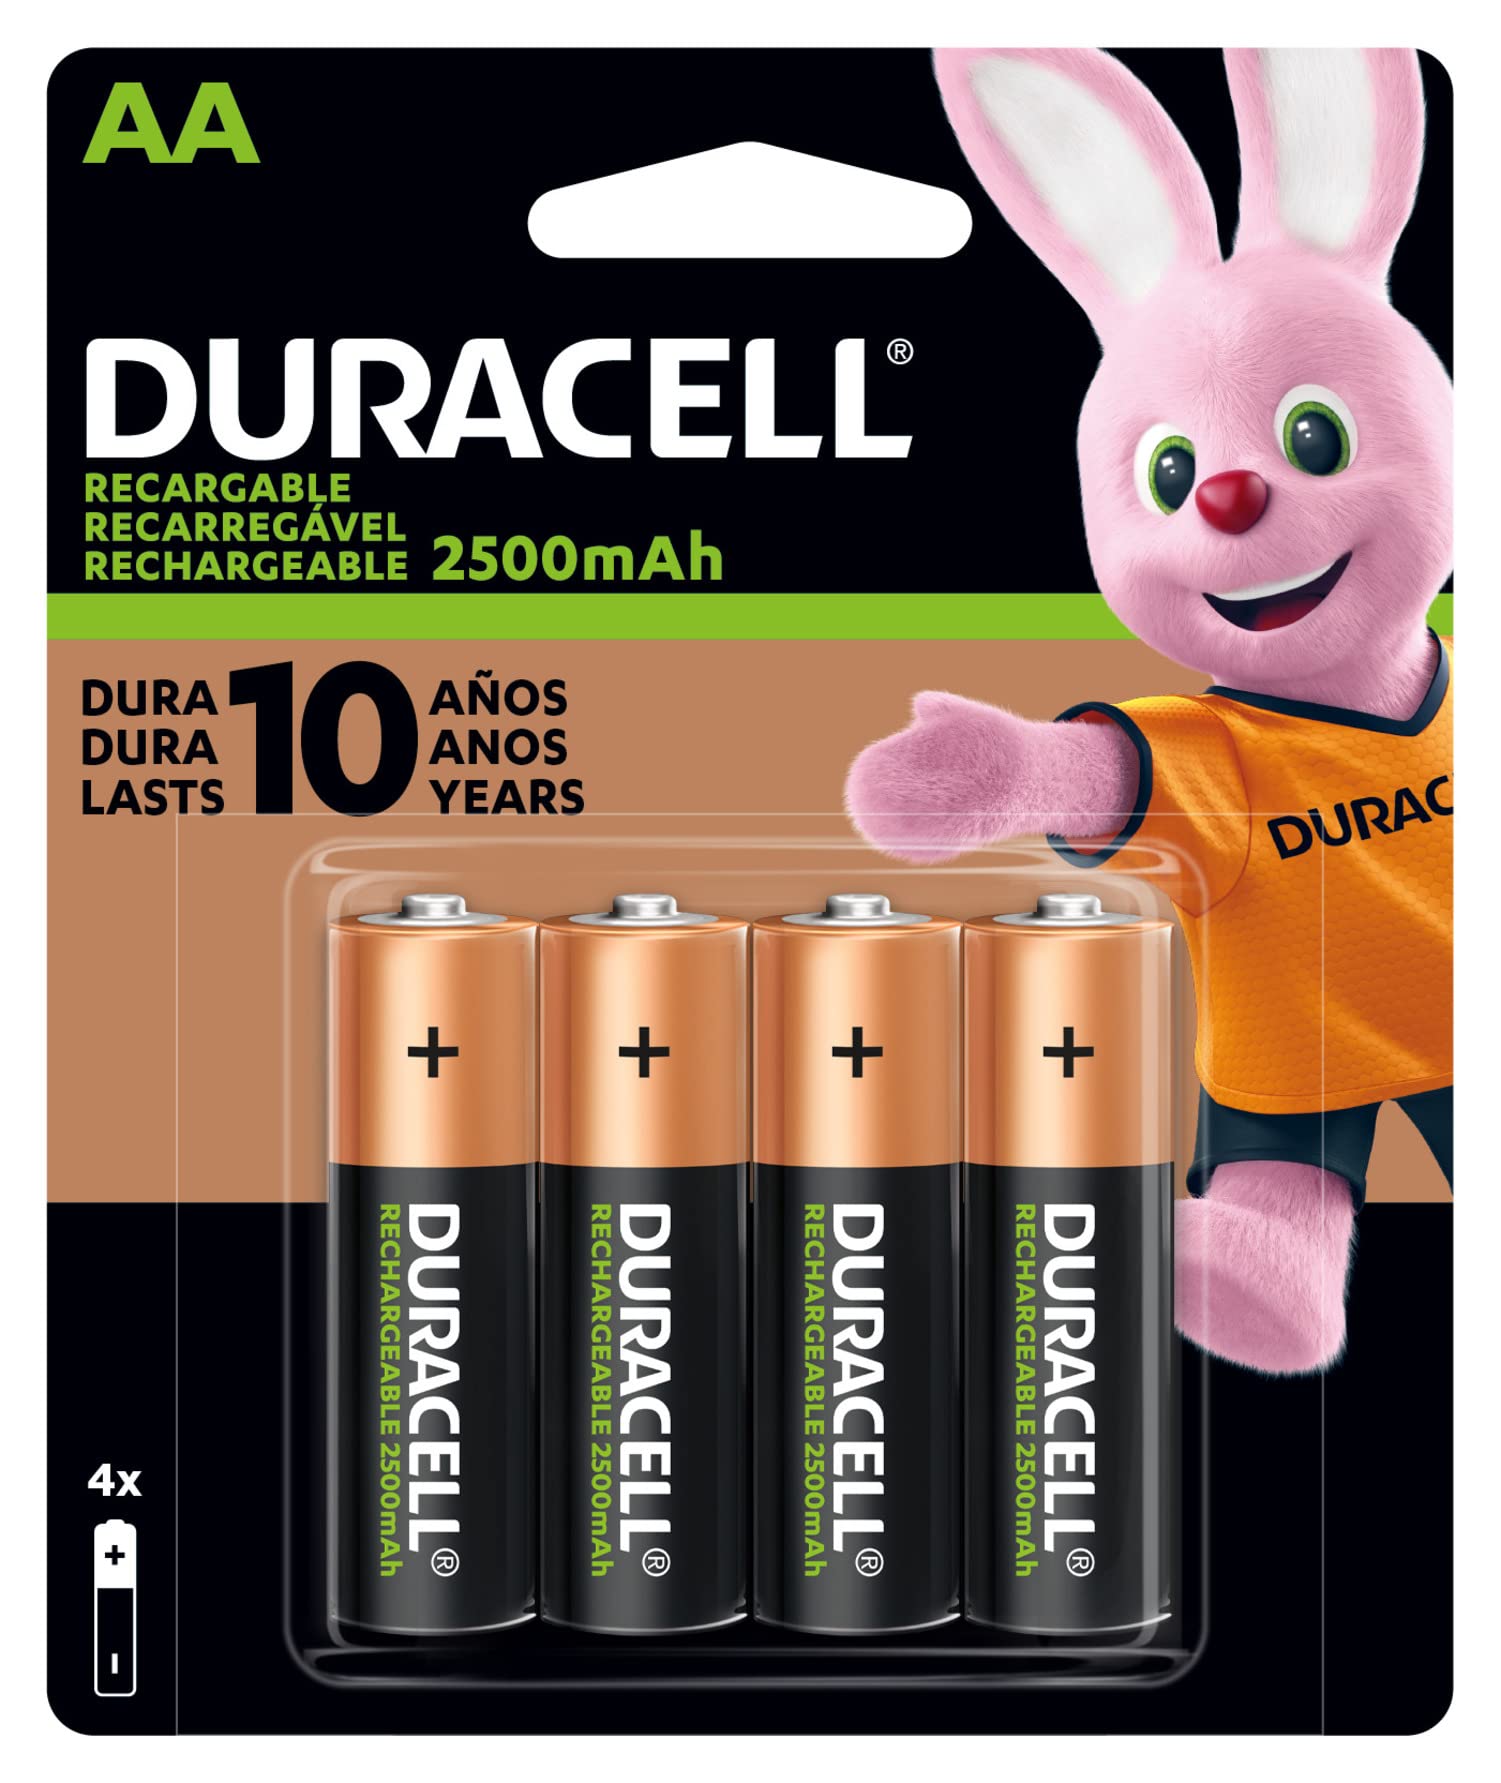 AA
DURACELL®
RECARGABLE
RECARREGÁVEL
RECHARGEABLE 2500mAh
DURA 10 AÑOS
DURA ANOS
LASTS YEARS
DURAC
+ + + +
DURACELL®
RECHARGEABLE 2500mAh
DURACELL®
RECHARGEABLE 2500mAh
DURACELL®
RECHARGEABLE 2500mAh
DURACELL®
RECHARGEABLE 2500mAh
4x
+
-